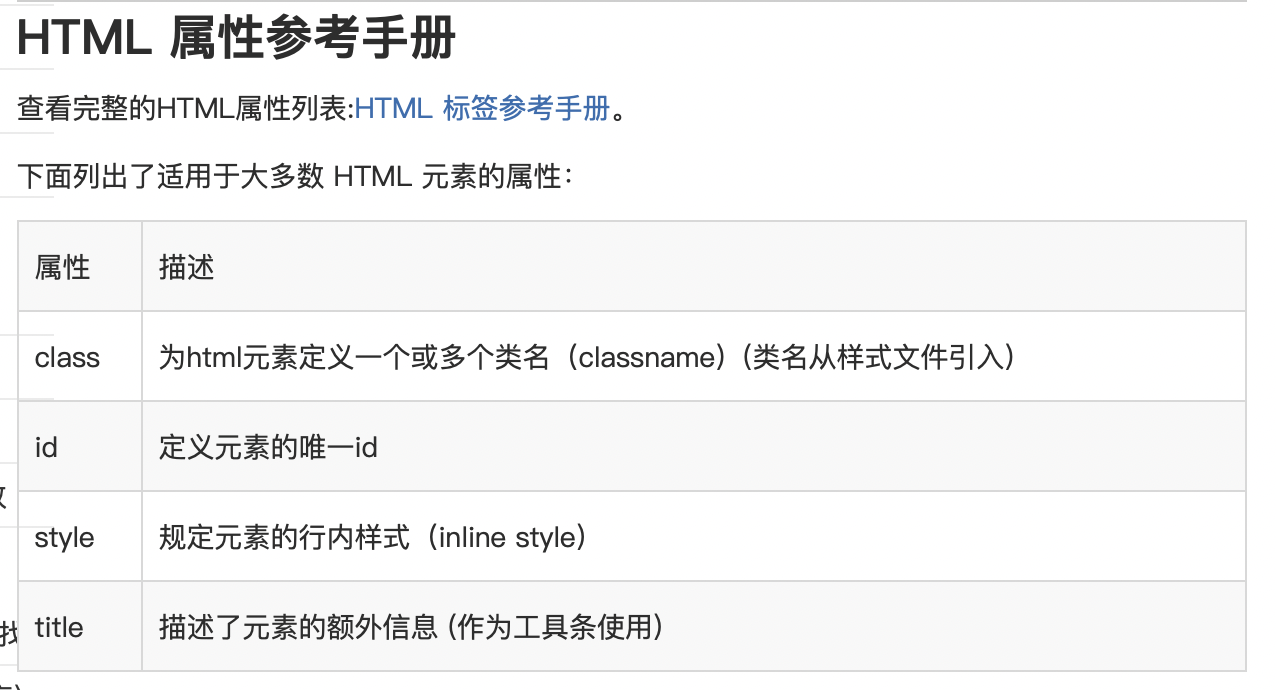 HTML 属性参考手册
查看完整的HTML属性列表:HTML 标签参考手册。
下面列出了适用于大多数 HTML 元素的属性：
属性 描述
class 为html元素定义一个或多个类名（classname）(类名从样式文件引入)
id 定义元素的唯一id
style 规定元素的行内样式（inline style）
title 描述了元素的额外信息 (作为工具条使用)